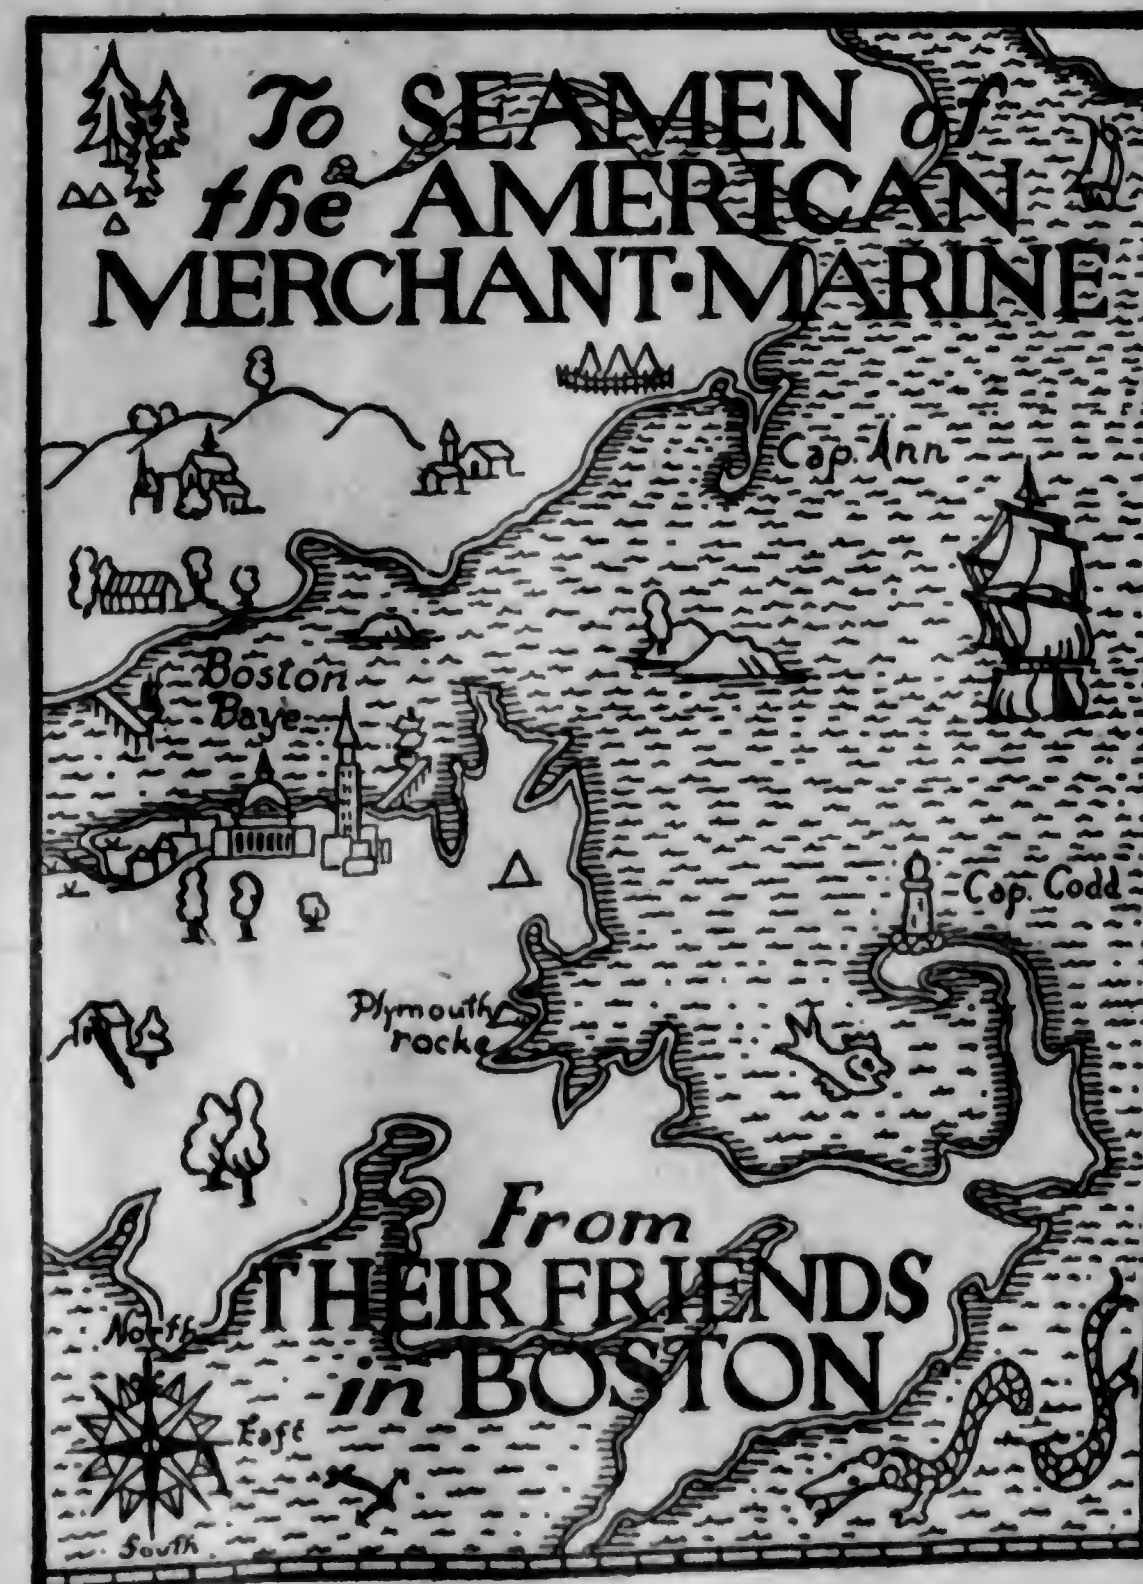 To SEAMEN of
the AMERICAN
MERCHANT·MARINE
Cap. Ann
Boston
Baye
Cap. Codd
Plymouth
rocke
From
THEIR FRIENDS
in BOSTON
North
Eaſt
South